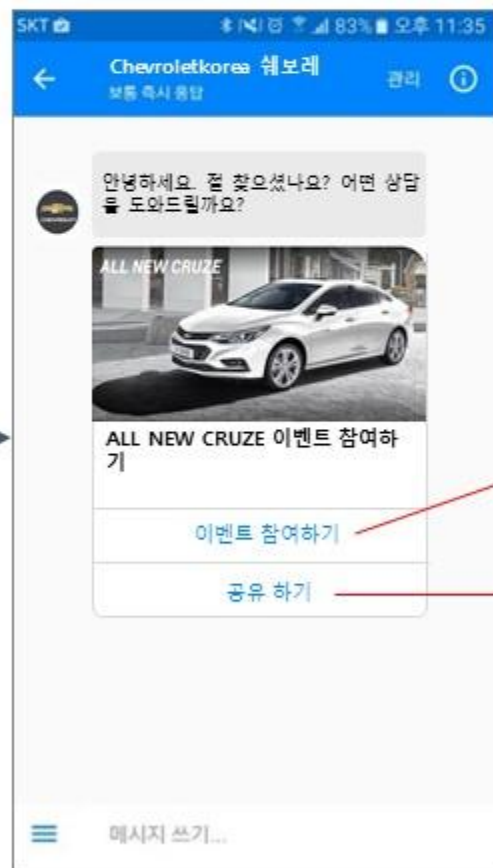 SKT 83% 오후 11:35
Chevroletkorea 쉐보레
보통 즉시 응답
관리
안녕하세요. 절 찾으셨나요? 어떤 상담
을 도와드릴까요?
CHEVROLET
ALL NEW CRUZE
ALL NEW CRUZE 이벤트 참여하
기
이벤트 참여하기
공유 하기
메시지 쓰기...